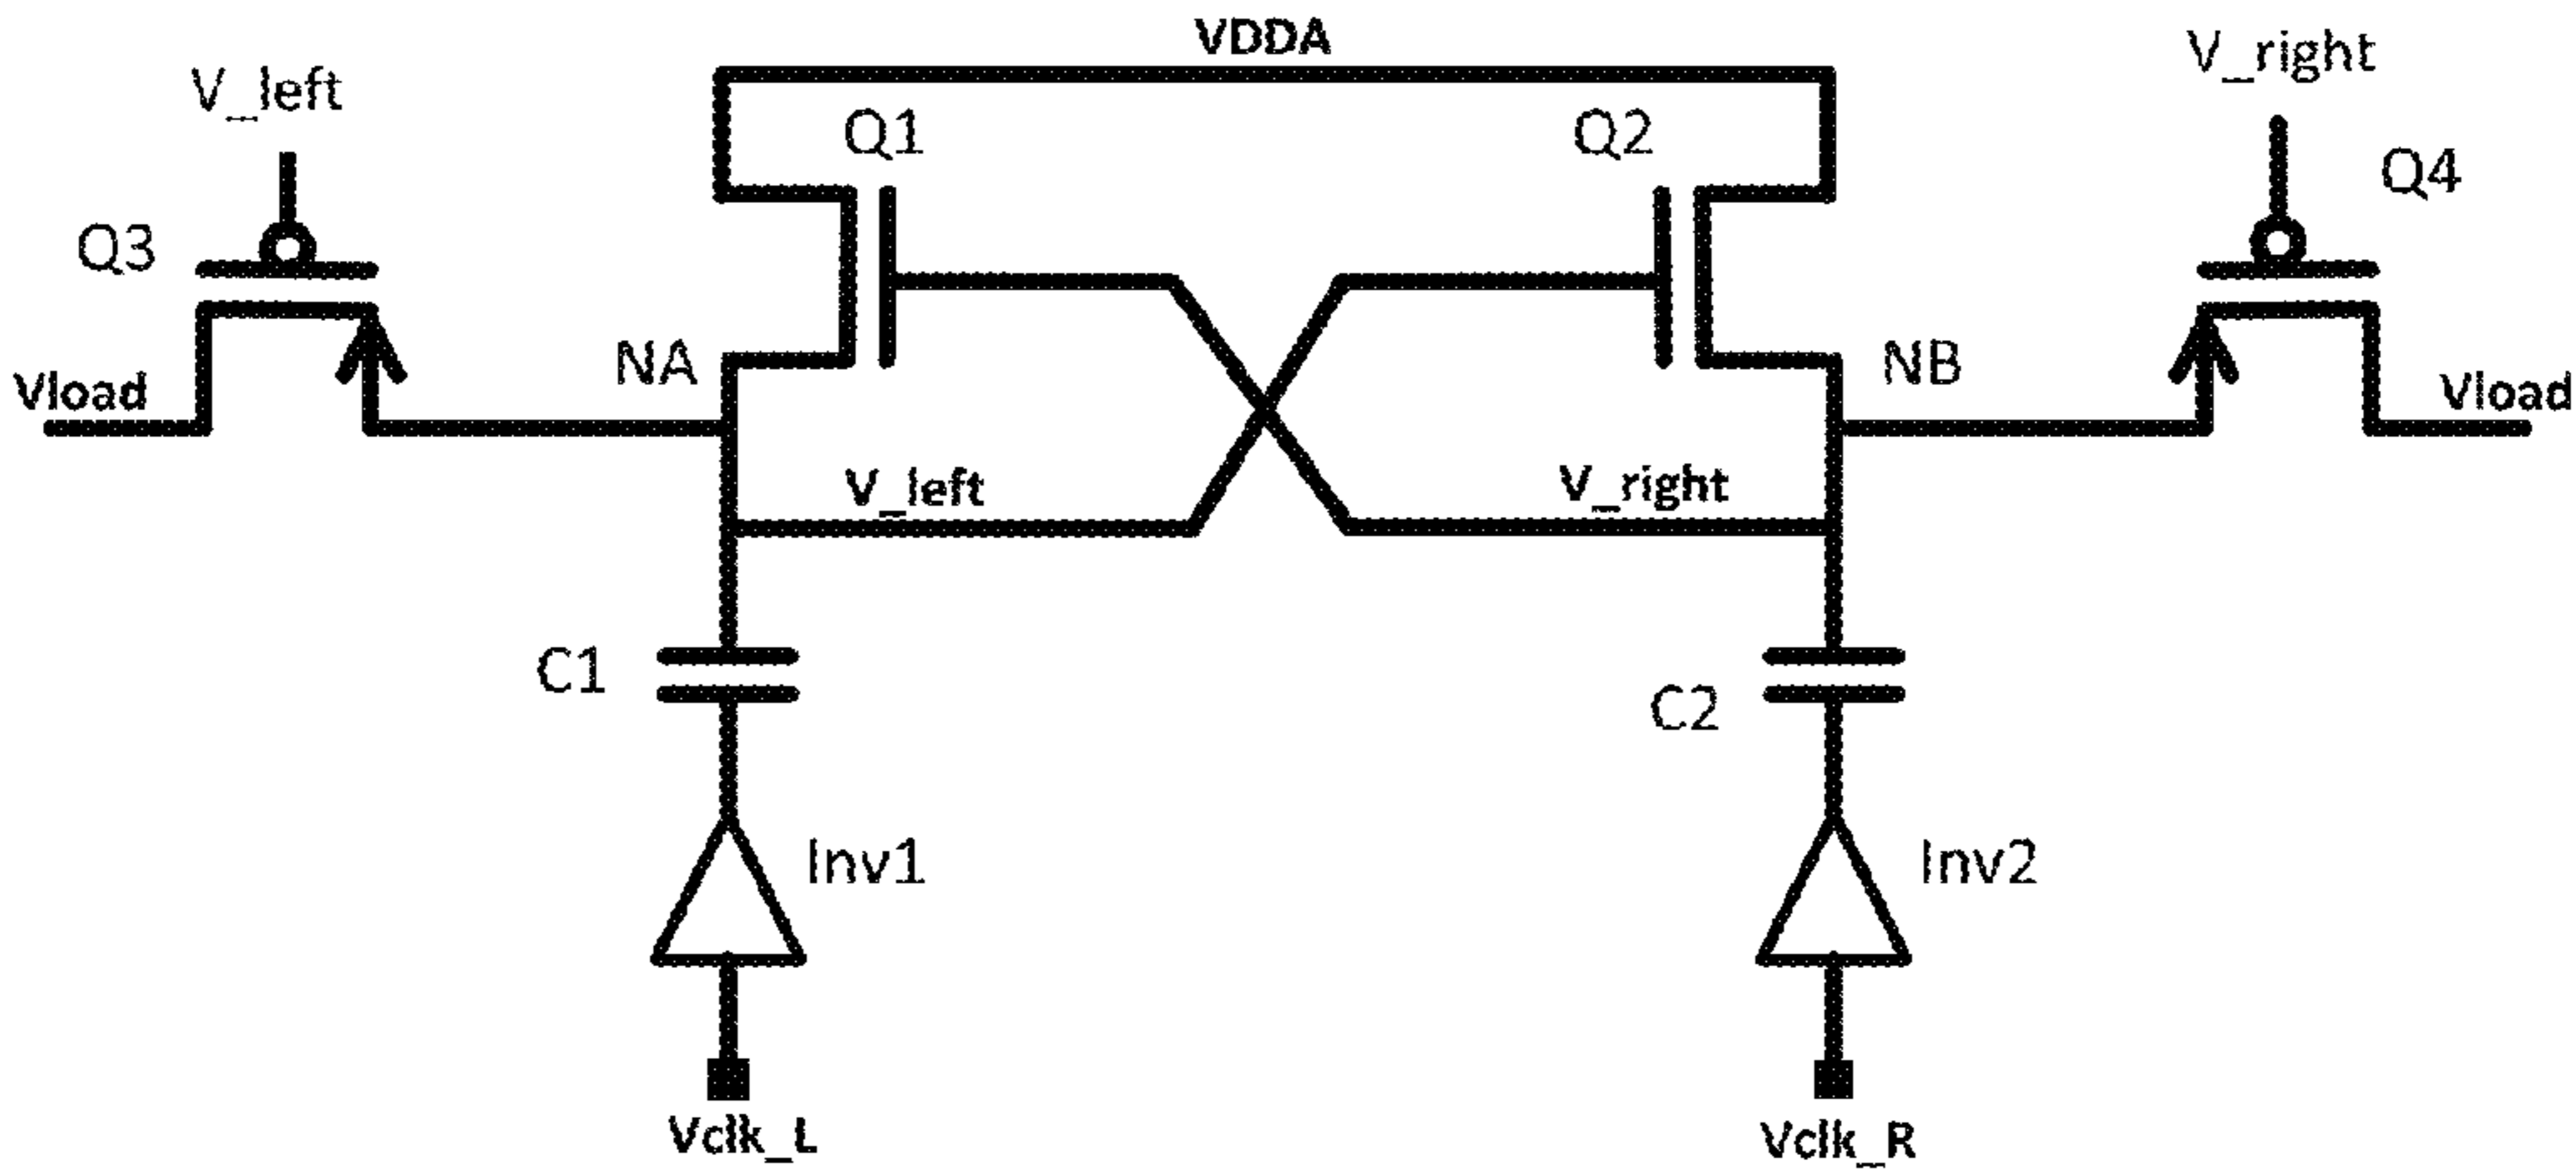 VDDA
V_left
V_right
Q1
Q2
Q3
Q4
NA
NB
Vload
Vload
V_left
V_right
C1
C2
Inv1
Inv2
Vclk_L
Vclk_R